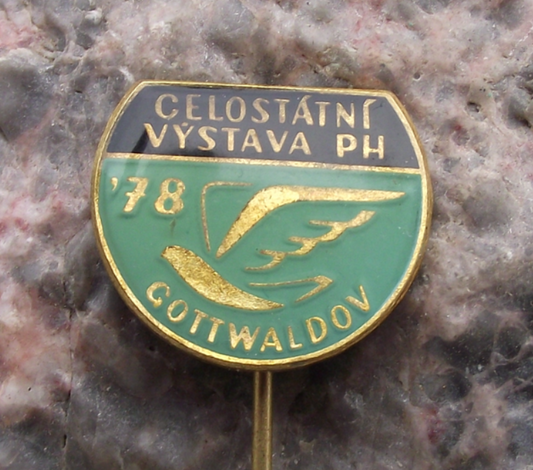 CELOSTÁTNÍ
VÝSTAVA PH
'78
GOTTWALDOV